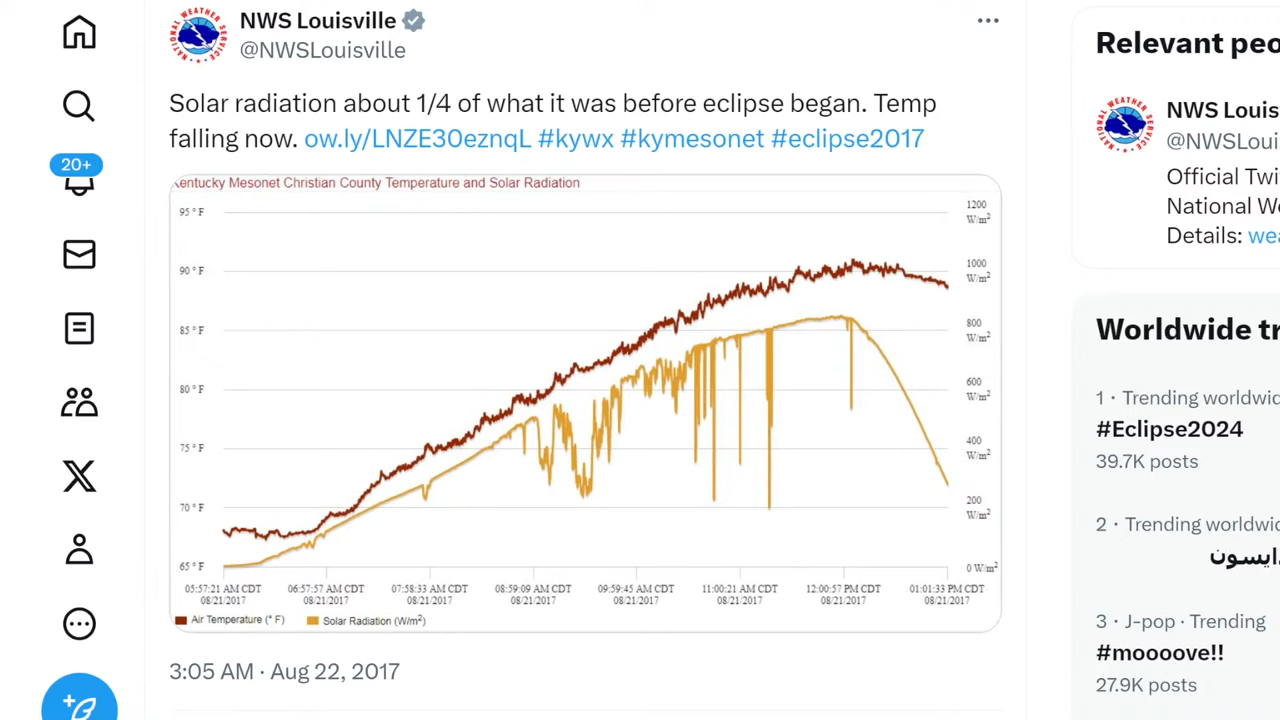 NWS Louisville
@NWSLouisville
Solar radiation about 1/4 of what it was before eclipse began. Temp
falling now. ow.ly/LNZE30eznqL #kywx #kymesonet #eclipse2017
Kentucky Mesonet Christian County Temperature and Solar Radiation
95 ° F
90 ° F
85 ° F
80 ° F
75 ° F
70 ° F
65 ° F
1200
W/m²
1000
W/m²
800
W/m²
600
W/m²
400
W/m²
200
W/m²
0 W/m²
05:57:21 AM CDT
08/21/2017
06:57:57 AM CDT
08/21/2017
07:58:33 AM CDT
08/21/2017
08:59:09 AM CDT
08/21/2017
09:59:45 AM CDT
08/21/2017
11:00:21 AM CDT
08/21/2017
12:00:57 PM CDT
08/21/2017
01:01:33 PM CDT
08/21/2017
Air Temperature (° F)
Solar Radiation (W/m²)
3:05 AM · Aug 22, 2017
20+
Relevant peo
NWS Louis
@NWSLoui
Official Twi
National We
Details: wea
Worldwide tr
1 · Trending worldwid
#Eclipse2024
39.7K posts
2 · Trending worldwid
3 · J-pop · Trending
#moooove!!
27.9K posts